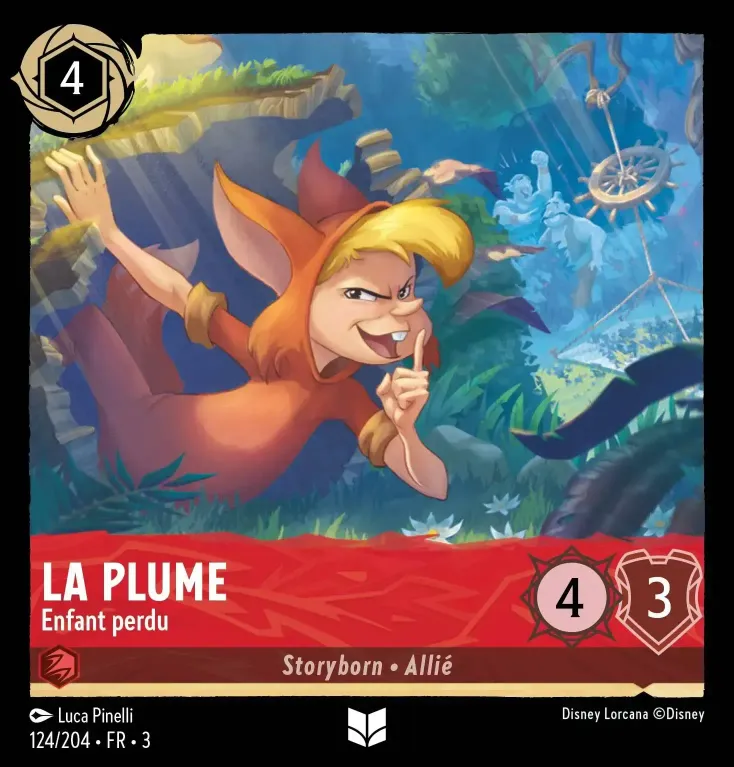 4
LA PLUME
Enfant perdu
4 3
Storyborn • Allié
Luca Pinelli
Disney Lorcana ©Disney
124/204 • FR • 3